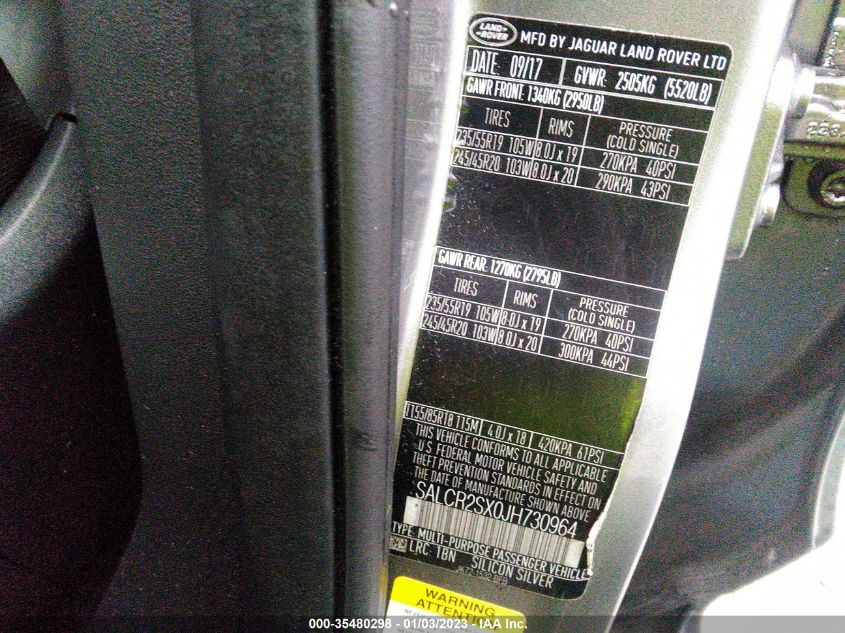 LAND ROVER MFD BY JAGUAR LAND ROVER LTD
DATE: 09/17 GVWR: 2505KG (5520LB)
GAWR FRONT: 1340KG (2950LB)
TIRES RIMS PRESSURE (COLD SINGLE)
235/55R19 105W 8.0J x 19 270KPA 40PSI
245/45R20 103W 8.0J x 20 290KPA 43PSI
GAWR REAR: 1270KG (2795LB)
TIRES RIMS PRESSURE (COLD SINGLE)
235/55R19 105W 8.0J x 19 270KPA 40PSI
245/45R20 103W 8.0J x 20 300KPA 44PSI
T155/85R18 115M 4.0J x 18 420KPA 61PSI
THIS VEHICLE CONFORMS TO ALL APPLICABLE
U.S. FEDERAL MOTOR VEHICLE SAFETY AND
THEFT PREVENTION STANDARDS IN EFFECT ON
THE DATE OF MANUFACTURE SHOWN ABOVE
SALCR2SX0JH730964
TYPE: MULTI-PURPOSE PASSENGER VEHICLE
LRC: 1BN SILICON SILVER
WARNING
ATTENTION
000-35480298 - 01/03/2023 - IAA Inc.